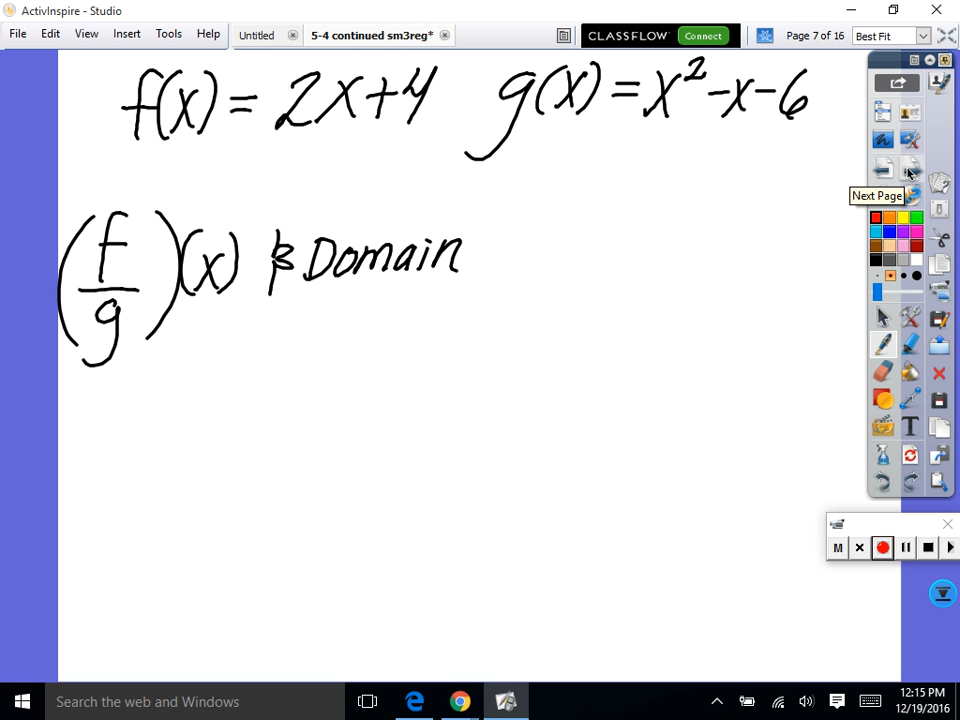 ActivInspire - Studio
File Edit View Insert Tools Help Untitled 5-4 continued sm3reg* CLASSFLOW Connect Page 7 of 16 Best Fit
f(x) = 2x+4 g(x) = x² - x - 6
Next Page
(f/g)(x) & Domain
M
Search the web and Windows
12:15 PM
12/19/2016